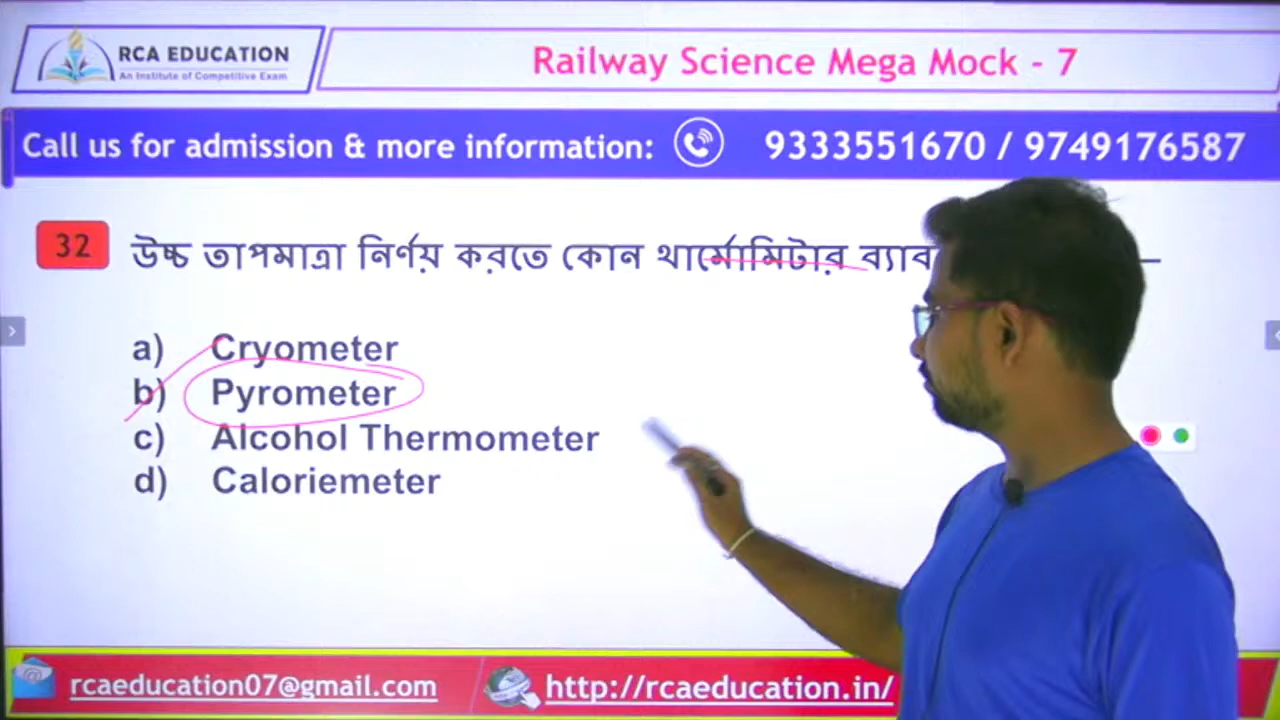 RCA EDUCATION
An Institute of Competitive Exam
Railway Science Mega Mock - 7
Call us for admission & more information: 9333551670 / 9749176587
32 উচ্চ তাপমাত্রা নির্ণয় করতে কোন থার্মোমিটার
a) Cryometer
b) Pyrometer
c) Alcohol Thermometer
d) Caloriemeter
rcaeducation07@gmail.com http://rcaeducation.in/